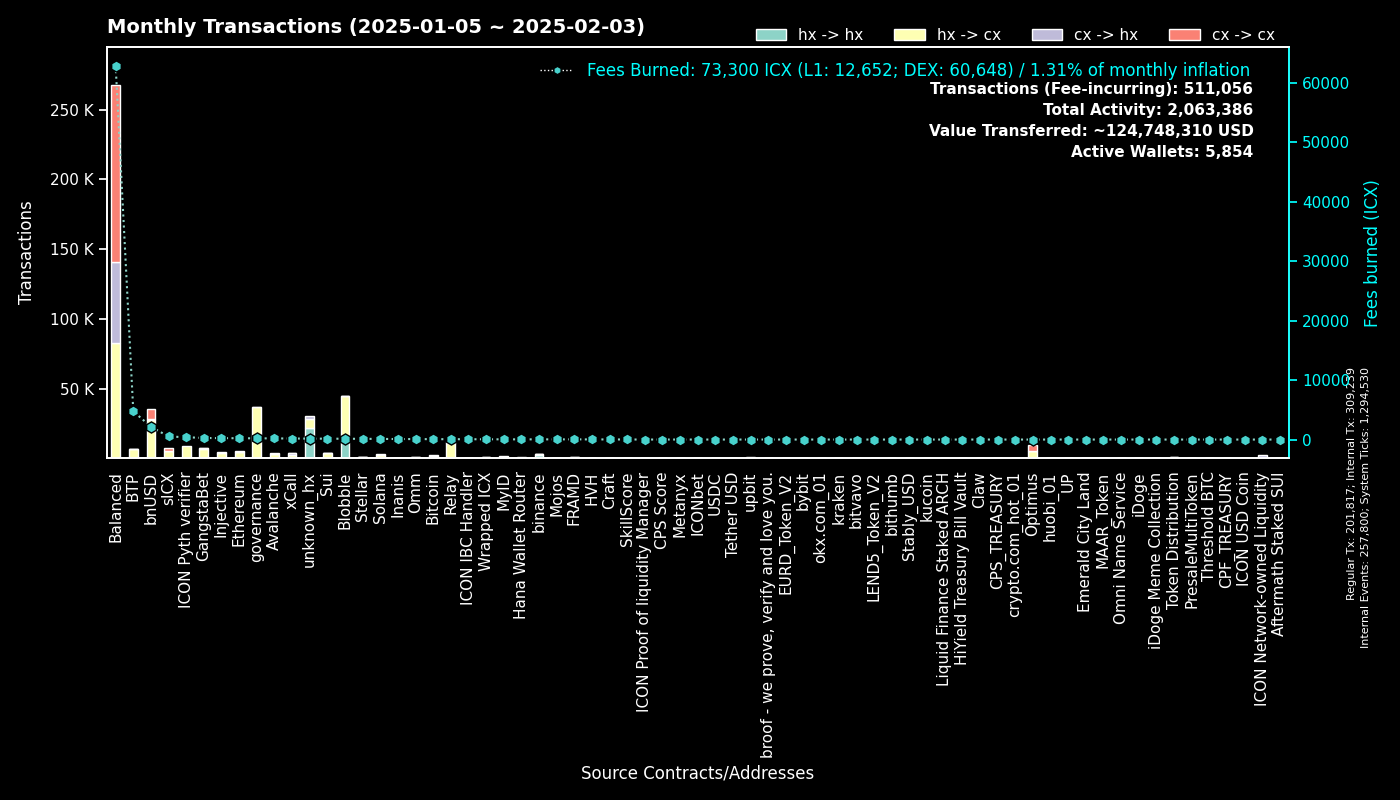 Monthly Transactions (2025-01-05 ~ 2025-02-03)
hx -> hx
hx -> cx
cx -> hx
cx -> cx
Fees Burned: 73,300 ICX (L1: 12,652; DEX: 60,648) / 1.31% of monthly inflation
Transactions (Fee-incurring): 511,056
Total Activity: 2,063,386
Value Transferred: ~124,748,310 USD
Active Wallets: 5,854
Transactions
250 K
200 K
150 K
100 K
50 K
60000
50000
40000
30000
20000
10000
0
Fees burned (ICX)
Regular Tx: 201,817; Internal Tx: 309,239
Internal Events: 257,800; System Ticks: 1,294,530
Balanced
BTP
bnUSD
sICX
ICON Pyth verifier
GangstaBet
Injective
Ethereum
governance
Avalanche
xCall
unknown_hx
Sui
Blobble
Stellar
Solana
Inanis
Omm
Bitcoin
Relay
ICON IBC Handler
Wrapped ICX
MyID
Hana Wallet Router
binance
Mojos
FRAMD
HVH
Craft
SkillScore
ICON Proof of liquidity Manager
CPS Score
Metanyx
ICONbet
USDC
Tether USD
upbit
broof - we prove, verify and love you.
EURD_Token_V2
bybit
okx.com_01
kraken
bitvavo
LEND5_Token_V2
bithumb
Stably_USD
kucoin
Liquid Finance Staked ARCH
HiYield Treasury Bill Vault
Claw
CPS_TREASURY
crypto.com_hot_01
Optimus
huobi_01
UP
Emerald City Land
MAAR_Token
Omni Name Service
iDoge
iDoge Meme Collection
Token Distribution
PresaleMultiToken
Threshold BTC
CPF_TREASURY
ICON USD Coin
ICON Network-owned Liquidity
Aftermath Staked SUI
Source Contracts/Addresses